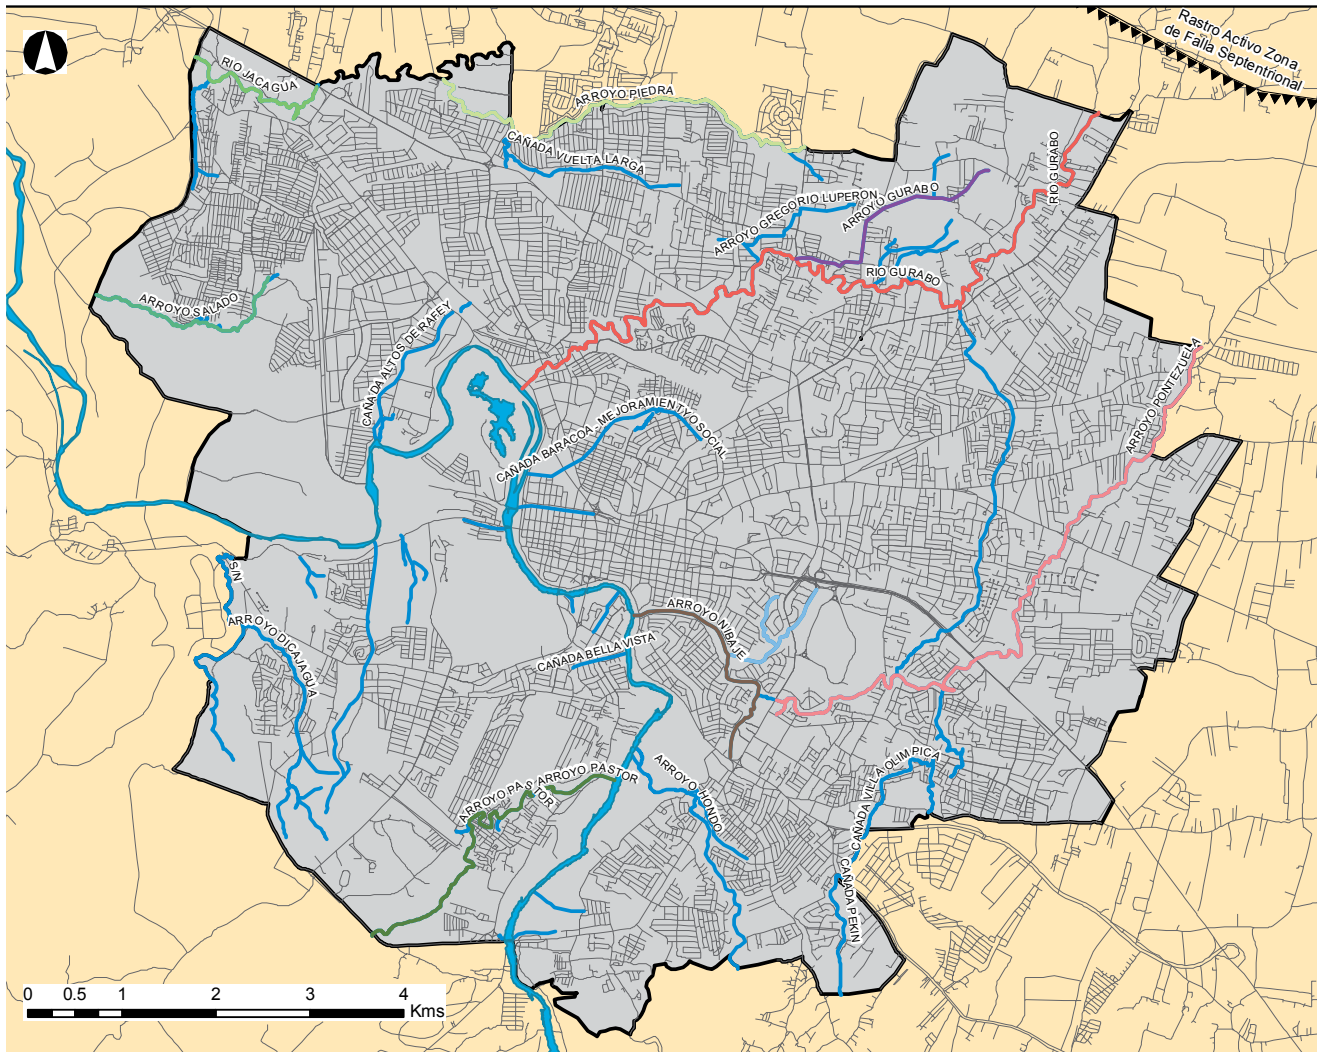 Rastro Activo Zona
de Falla Septentrional
RIO JACAGUA
ARROYO PIEDRA
CAÑADA VUELTA LARGA
RIO GURABO
ARROYO GREGORIO LUPERON
ARROYO GURABO
RIO GURABO
ARROYO SALADO
CAÑADA ALTOS DE RAFEY
ARROYO PONTEZUELA
CAÑADA BARACOA - MEJORAMIENTYO SOCIAL
S/N
ARROYO DICAJAGUA
ARROYO NIBAJE
CAÑADA BELLA VISTA
ARROYO PASTOR
ARROYO PASTOR
ARROYO HONDO
CAÑADA VILLA OLIMPICA
CAÑADA PEKIN
0 0.5 1 2 3 4
Kms